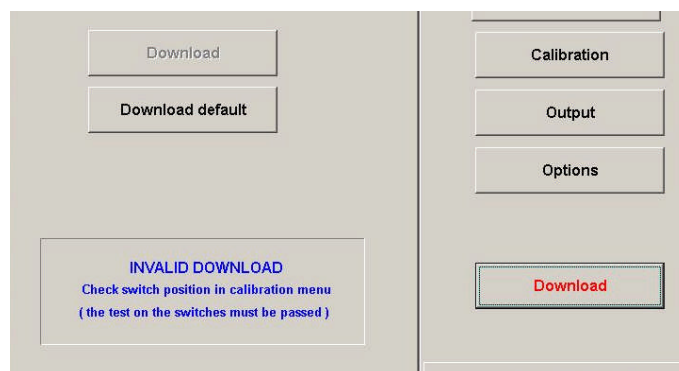 Download
Download default
INVALID DOWNLOAD
Check switch position in calibration menu
( the test on the switches must be passed )
Calibration
Output
Options
Download